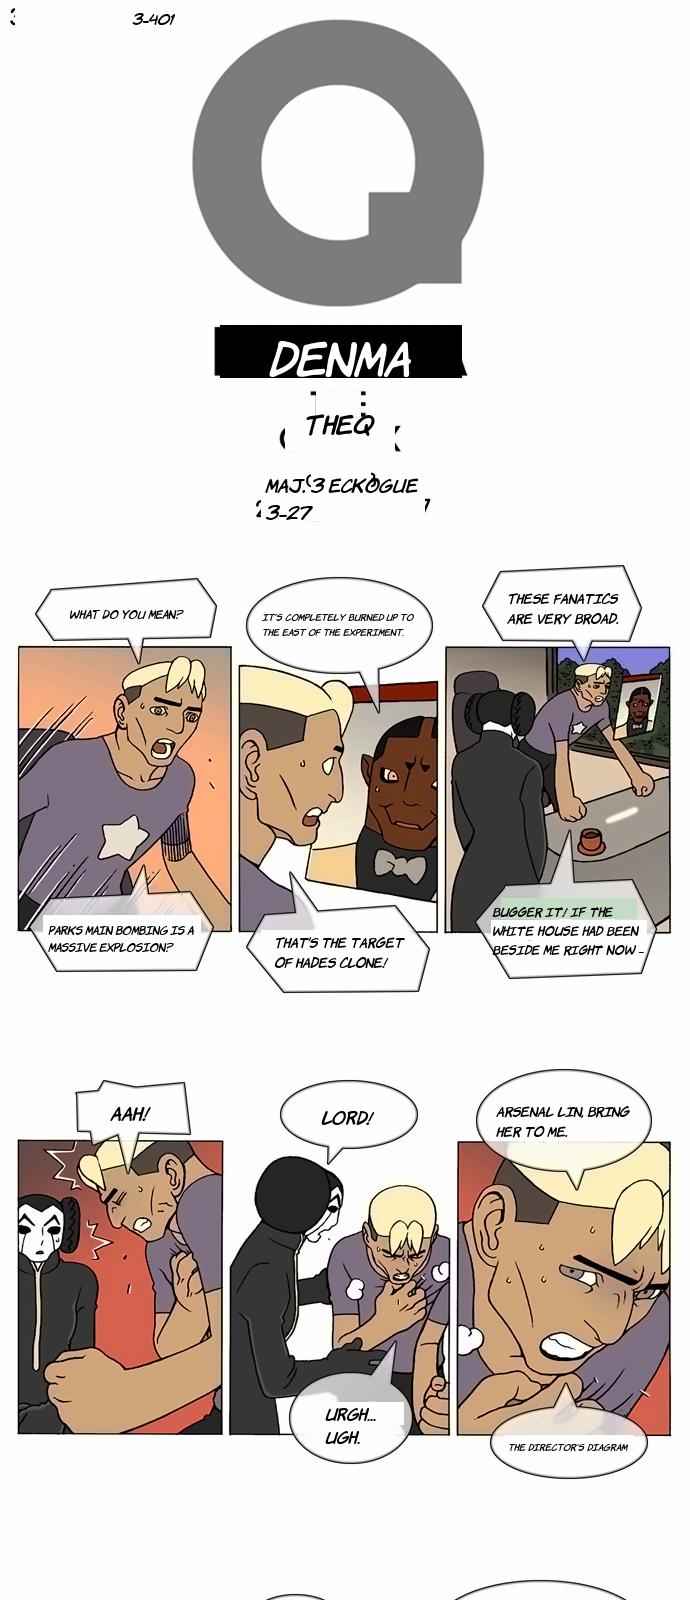 3-401
Q
DENMA
THEQ
MAJ. 3 ECKOGUE
3-27
WHAT DO YOU MEAN?
IT'S COMPLETELY BURNED UP TO
THE EAST OF THE EXPERIMENT.
THESE FANATICS
ARE VERY BROAD.
PARKS MAIN BOMBING IS A
MASSIVE EXPLOSION?
THAT'S THE TARGET
OF HADES CLONE!
BUGGER IT! IF THE
WHITE HOUSE HAD BEEN
BESIDE ME RIGHT NOW -
AAH!
LORD!
ARSENAL LIN, BRING
HER TO ME.
URGH...
UGH.
THE DIRECTOR'S DIAGRAM